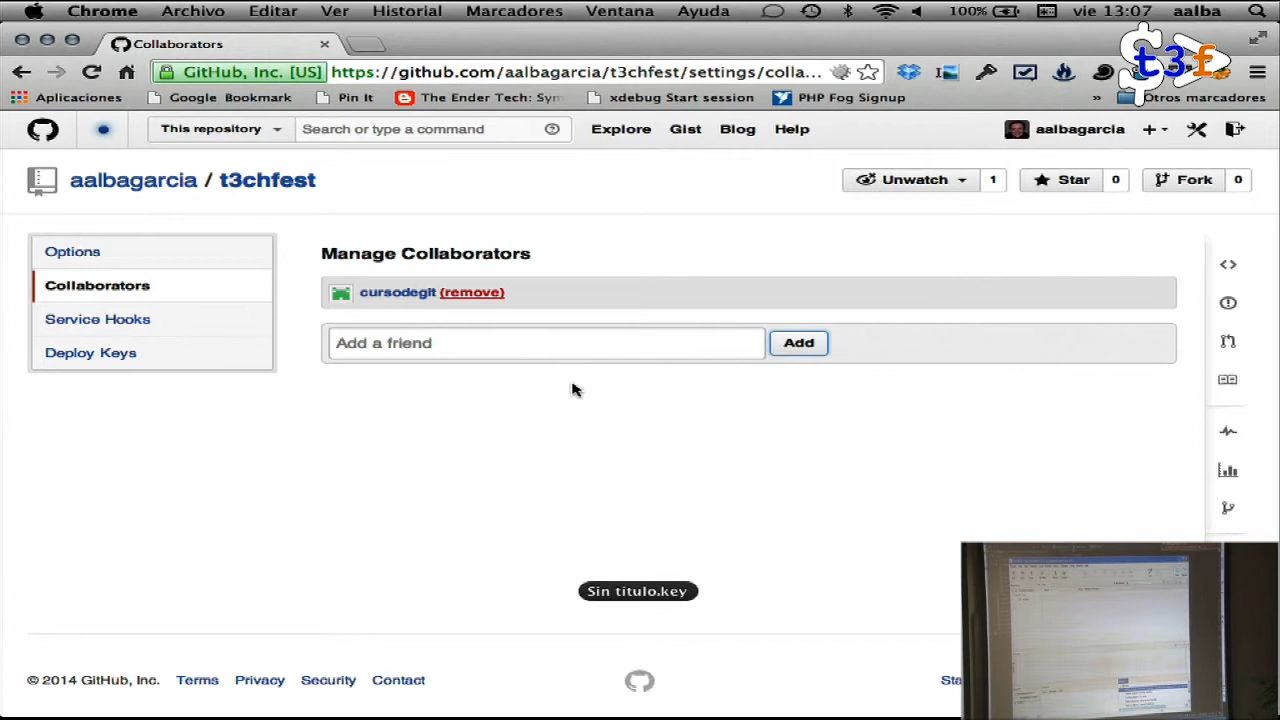 Chrome Archivo Editar Ver Historial Marcadores Ventana Ayuda 100% vie 13:07 aalba
Collaborators
t3f
GitHub, Inc. [US] https://github.com/aalbagarcia/t3chfest/settings/colla...
Aplicaciones Google Bookmark Pin It The Ender Tech: Sym xdebug Start session PHP Fog Signup » Otros marcadores
This repository Search or type a command Explore Gist Blog Help aalbagarcia
aalbagarcia / t3chfest Unwatch 1 Star 0 Fork 0
Options
Collaborators
Service Hooks
Deploy Keys
Manage Collaborators
cursodegit (remove)
Add a friend Add
Sin titulo.key
© 2014 GitHub, Inc. Terms Privacy Security Contact Sta